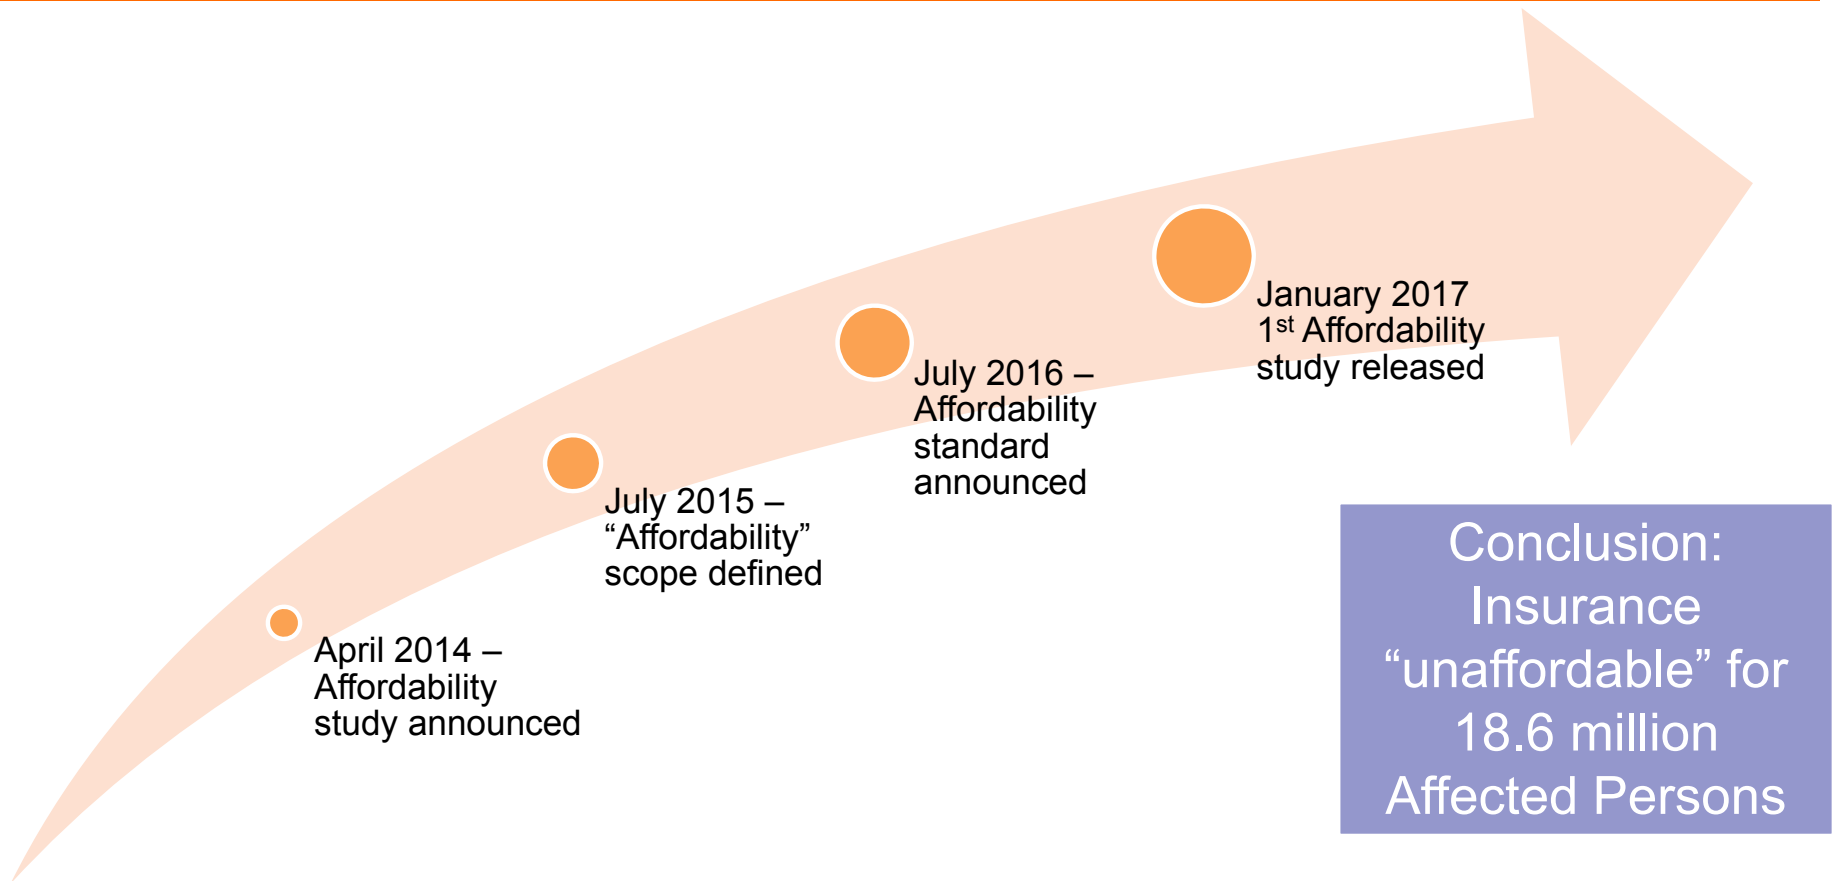 April 2014 –
Affordability
study announced
July 2015 –
“Affordability”
scope defined
July 2016 –
Affordability
standard
announced
January 2017
1st Affordability
study released
Conclusion:
Insurance
“unaffordable” for
18.6 million
Affected Persons